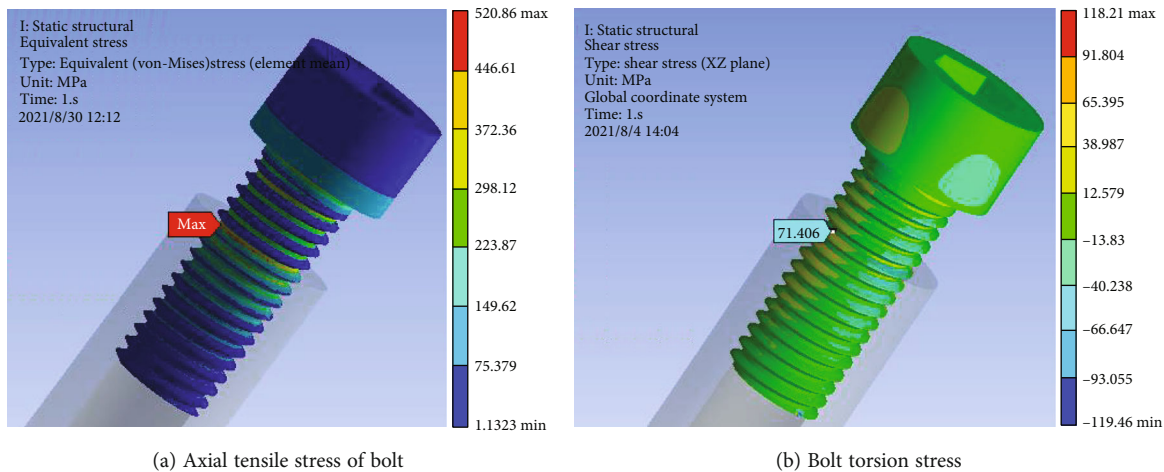 I: Static structural
Equivalent stress
Type: Equivalent (von-Mises)stress (element mean)
Unit: MPa
Time: 1.s
2021/8/30 12:12
Max
520.86 max
446.61
372.36
298.12
223.87
149.62
75.379
1.1323 min
(a) Axial tensile stress of bolt
I: Static structural
Shear stress
Type: shear stress (XZ plane)
Unit: MPa
Global coordinate system
Time: 1.s
2021/8/4 14:04
71.406
118.21 max
91.804
65.395
38.987
12.579
–13.83
–40.238
–66.647
–93.055
–119.46 min
(b) Bolt torsion stress